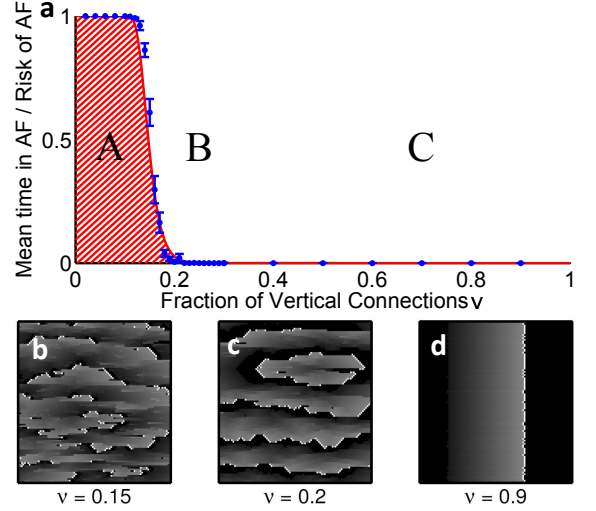 a
Mean time in AF / Risk of AF
1
0.5
0
A
B
C
0 0.2 0.4 0.6 0.8 1
Fraction of Vertical Connections ν
b
c
d
ν = 0.15
ν = 0.2
ν = 0.9